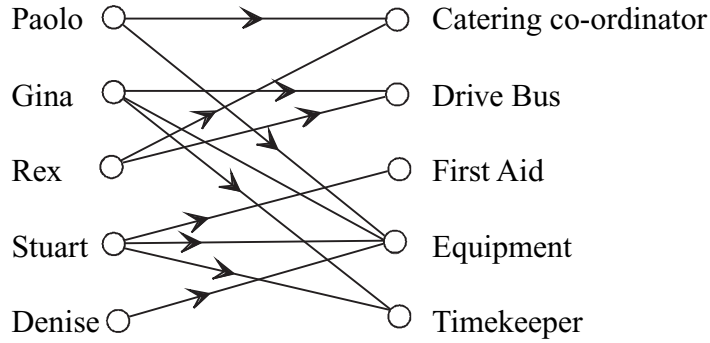 Paolo Catering co-ordinator
Gina Drive Bus
Rex First Aid
Stuart Equipment
Denise Timekeeper